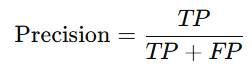 Precision = TP / (TP + FP)